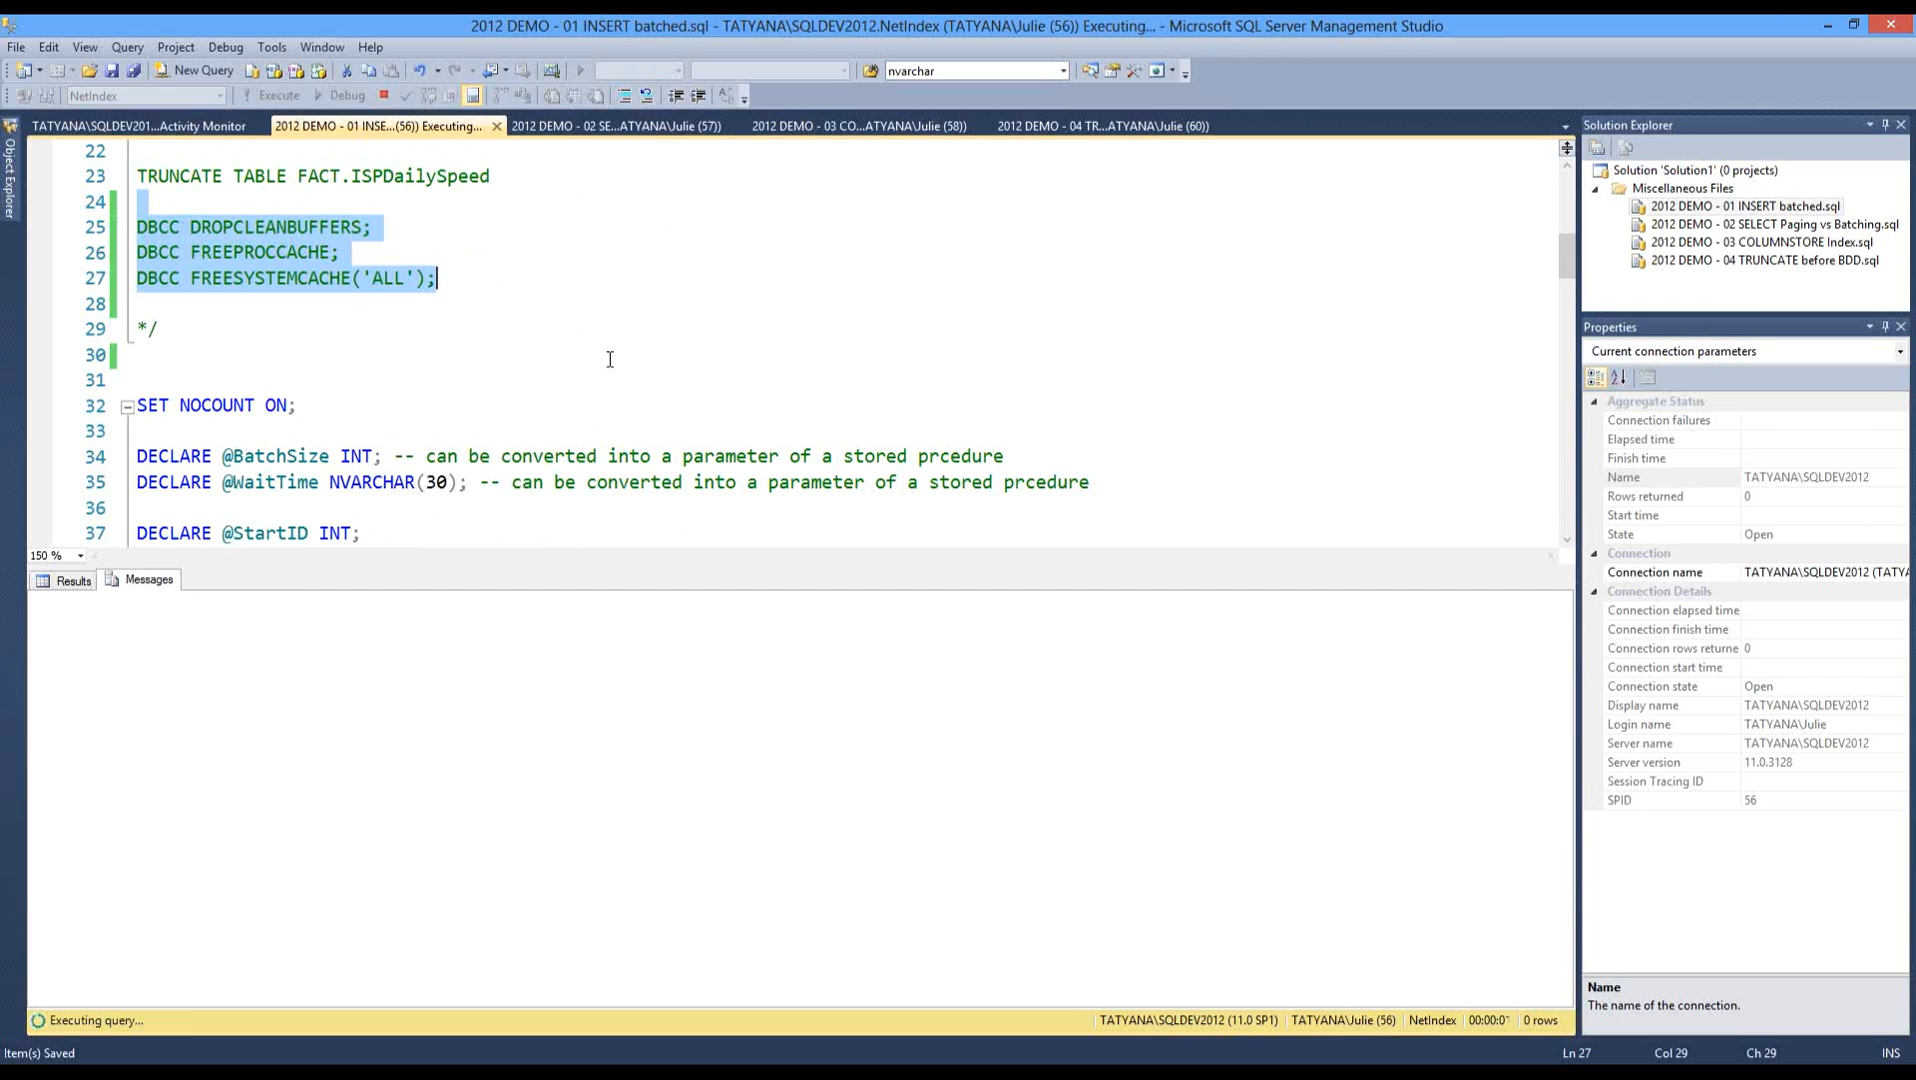 2012 DEMO - 01 INSERT batched.sql - TATYANA\SQLDEV2012.NetIndex (TATYANA\Julie (56)) Executing... - Microsoft SQL Server Management Studio
File Edit View Query Project Debug Tools Window Help
New Query nvarchar
NetIndex Execute Debug
TATYANA\SQLDEV201...Activity Monitor 2012 DEMO - 01 INSE...(56)) Executing... 2012 DEMO - 02 SE...ATYANA\Julie (57)) 2012 DEMO - 03 CO...ATYANA\Julie (58)) 2012 DEMO - 04 TR...ATYANA\Julie (60))
Object Explorer
22
23 TRUNCATE TABLE FACT.ISPDailySpeed
24
25 DBCC DROPCLEANBUFFERS;
26 DBCC FREEPROCCACHE;
27 DBCC FREESYSTEMCACHE('ALL');
28
29 */
30
31
32 SET NOCOUNT ON;
33
34 DECLARE @BatchSize INT; -- can be converted into a parameter of a stored prcedure
35 DECLARE @WaitTime NVARCHAR(30); -- can be converted into a parameter of a stored prcedure
36
37 DECLARE @StartID INT;
150 %
Results Messages
Executing query... TATYANA\SQLDEV2012 (11.0 SP1) TATYANA\Julie (56) NetIndex 0 rows
Item(s) Saved Ln 27 Col 29 Ch 29 INS
Solution Explorer
Solution 'Solution1' (0 projects)
Miscellaneous Files
2012 DEMO - 01 INSERT batched.sql
2012 DEMO - 02 SELECT Paging vs Batching.sql
2012 DEMO - 03 COLUMNSTORE Index.sql
2012 DEMO - 04 TRUNCATE before BDD.sql
Properties
Current connection parameters
Aggregate Status
Connection failures
Elapsed time
Finish time
Name TATYANA\SQLDEV2012
Rows returned 0
Start time
State Open
Connection
Connection name TATYANA\SQLDEV2012 (TATYA
Connection Details
Connection elapsed time
Connection finish time
Connection rows returne 0
Connection start time
Connection state Open
Display name TATYANA\SQLDEV2012
Login name TATYANA\Julie
Server name TATYANA\SQLDEV2012
Server version 11.0.3128
Session Tracing ID
SPID 56
Name
The name of the connection.